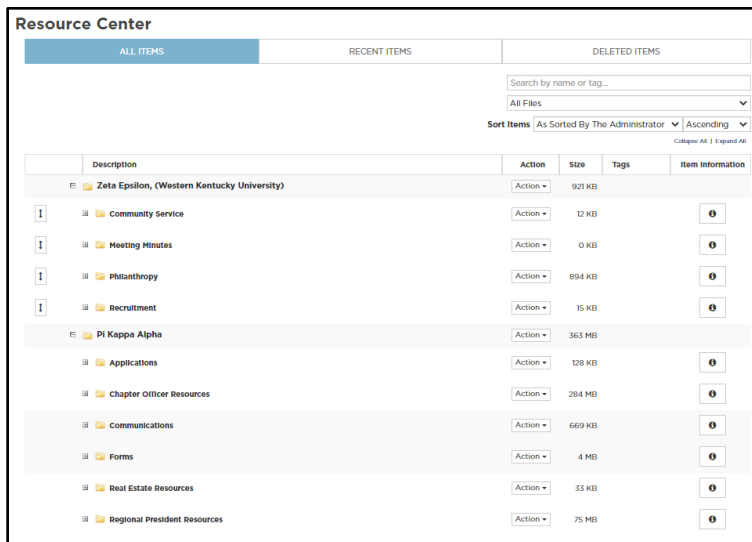 Resource Center
ALL ITEMS RECENT ITEMS DELETED ITEMS
Search by name or tag...
All Files
Sort Items As Sorted By The Administrator Ascending
Collapse All | Expand All
Description Action Size Tags Item Information
Zeta Epsilon, (Western Kentucky University) Action 921 KB
Community Service Action 12 KB
Meeting Minutes Action 0 KB
Philanthropy Action 894 KB
Recruitment Action 15 KB
Pi Kappa Alpha Action 363 MB
Applications Action 128 KB
Chapter Officer Resources Action 284 MB
Communications Action 669 KB
Forms Action 4 MB
Real Estate Resources Action 33 KB
Regional President Resources Action 75 MB